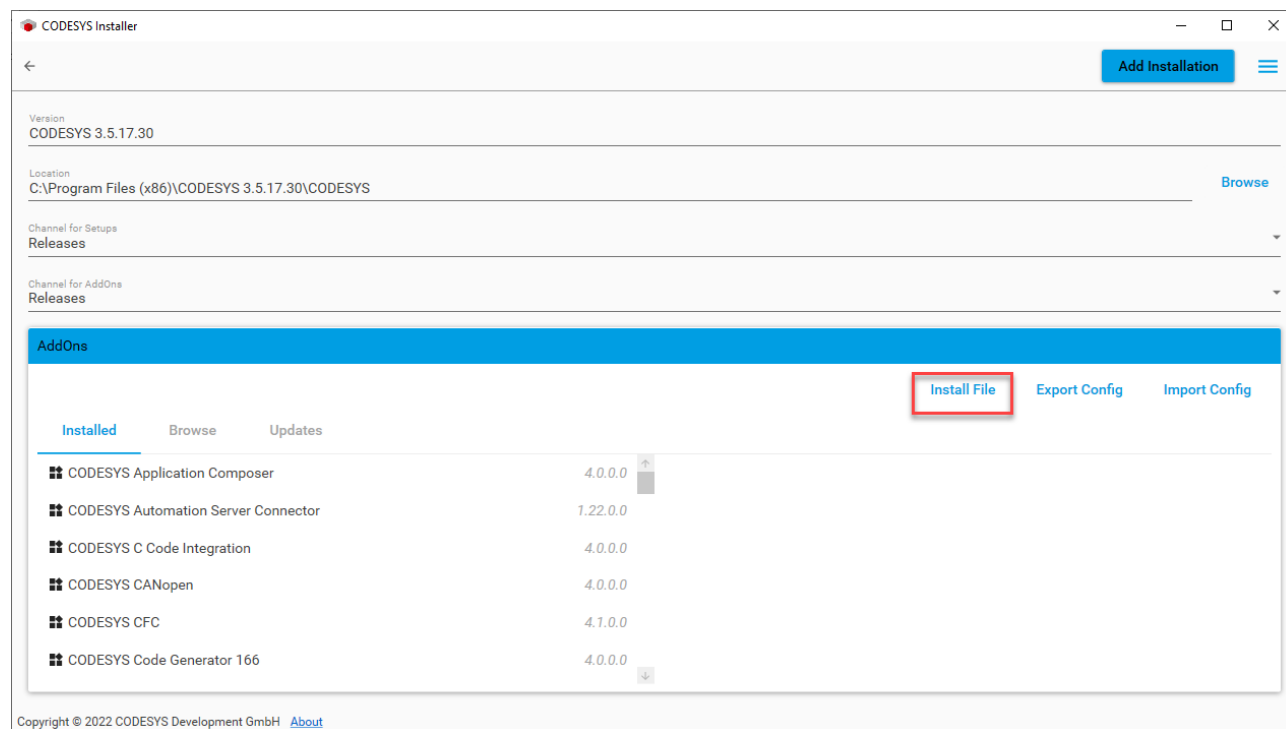 CODESYS Installer
Add Installation
Version
CODESYS 3.5.17.30
Location
C:\Program Files (x86)\CODESYS 3.5.17.30\CODESYS
Browse
Channel for Setups
Releases
Channel for AddOns
Releases
AddOns
Install File Export Config Import Config
Installed Browse Updates
CODESYS Application Composer 4.0.0.0
CODESYS Automation Server Connector 1.22.0.0
CODESYS C Code Integration 4.0.0.0
CODESYS CANopen 4.0.0.0
CODESYS CFC 4.1.0.0
CODESYS Code Generator 166 4.0.0.0
Copyright © 2022 CODESYS Development GmbH About